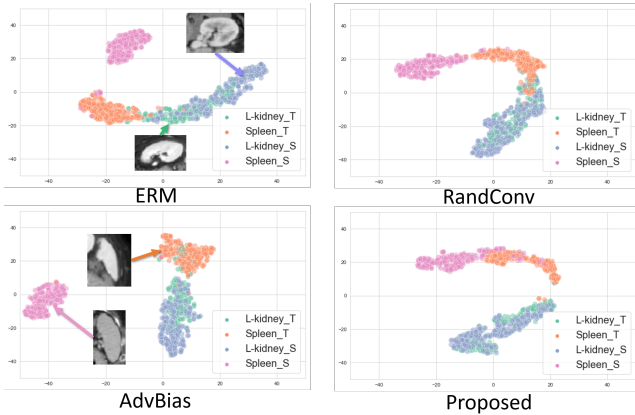 40
20
0
−20
−40
−40
−20
0
20
40
L-kidney_T
Spleen_T
L-kidney_S
Spleen_S
ERM
40
20
0
−20
−40
−40
−20
0
20
40
L-kidney_T
Spleen_T
L-kidney_S
Spleen_S
RandConv
40
20
0
−20
−40
−40
−20
0
20
40
L-kidney_T
Spleen_T
L-kidney_S
Spleen_S
AdvBias
40
20
0
−20
−40
−40
−20
0
20
40
L-kidney_T
Spleen_T
L-kidney_S
Spleen_S
Proposed